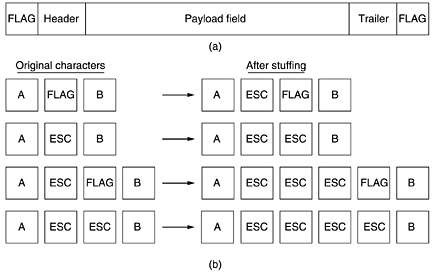 FLAG Header Payload field Trailer FLAG
(a)
Original characters After stuffing
A FLAG B A ESC FLAG B
A ESC B A ESC ESC B
A ESC FLAG B A ESC ESC ESC FLAG B
A ESC ESC B A ESC ESC ESC ESC B
(b)